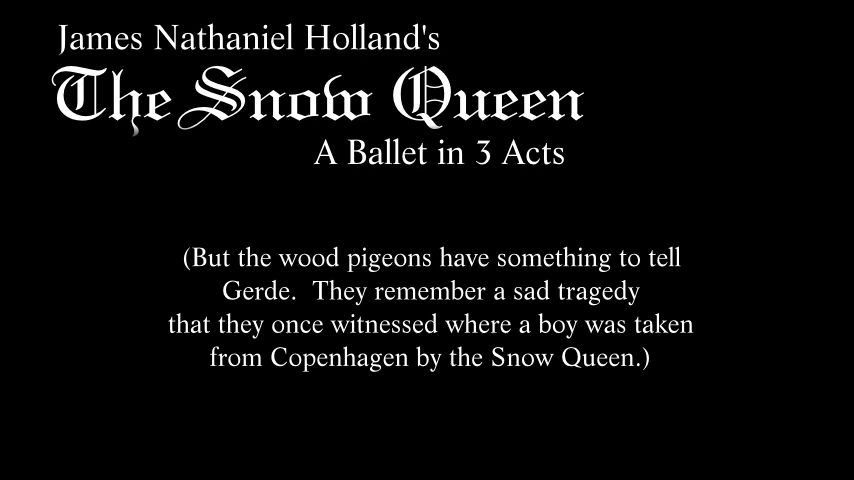 James Nathaniel Holland's
The Snow Queen
A Ballet in 3 Acts
(But the wood pigeons have something to tell
Gerde.  They remember a sad tragedy
that they once witnessed where a boy was taken
from Copenhagen by the Snow Queen.)